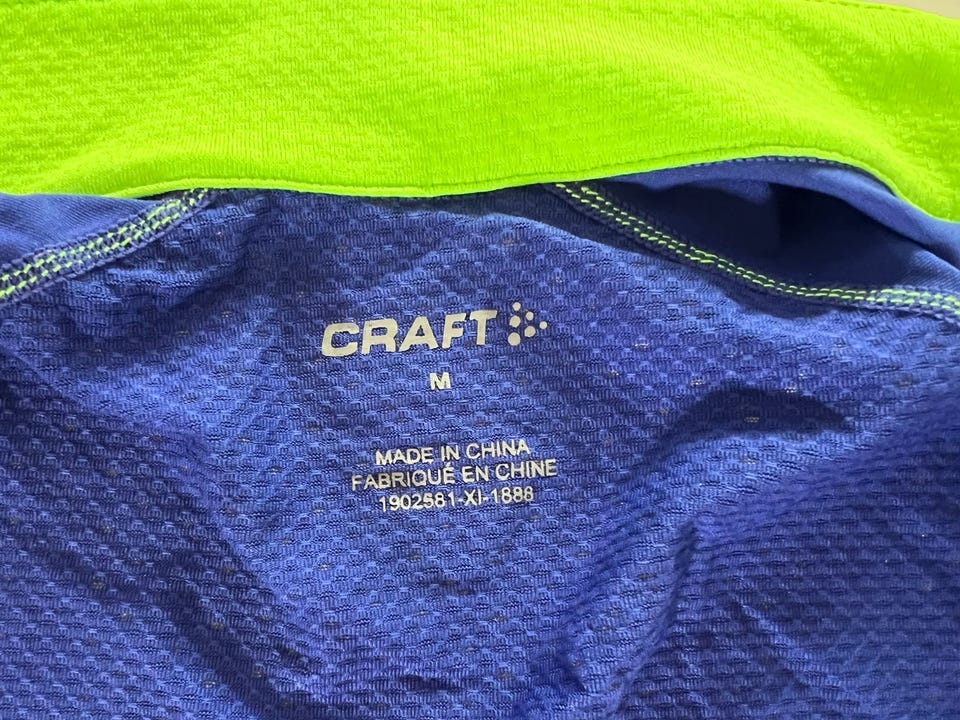 CRAFT
M
MADE IN CHINA
FABRIQUÉ EN CHINE
1902581-XI-1888